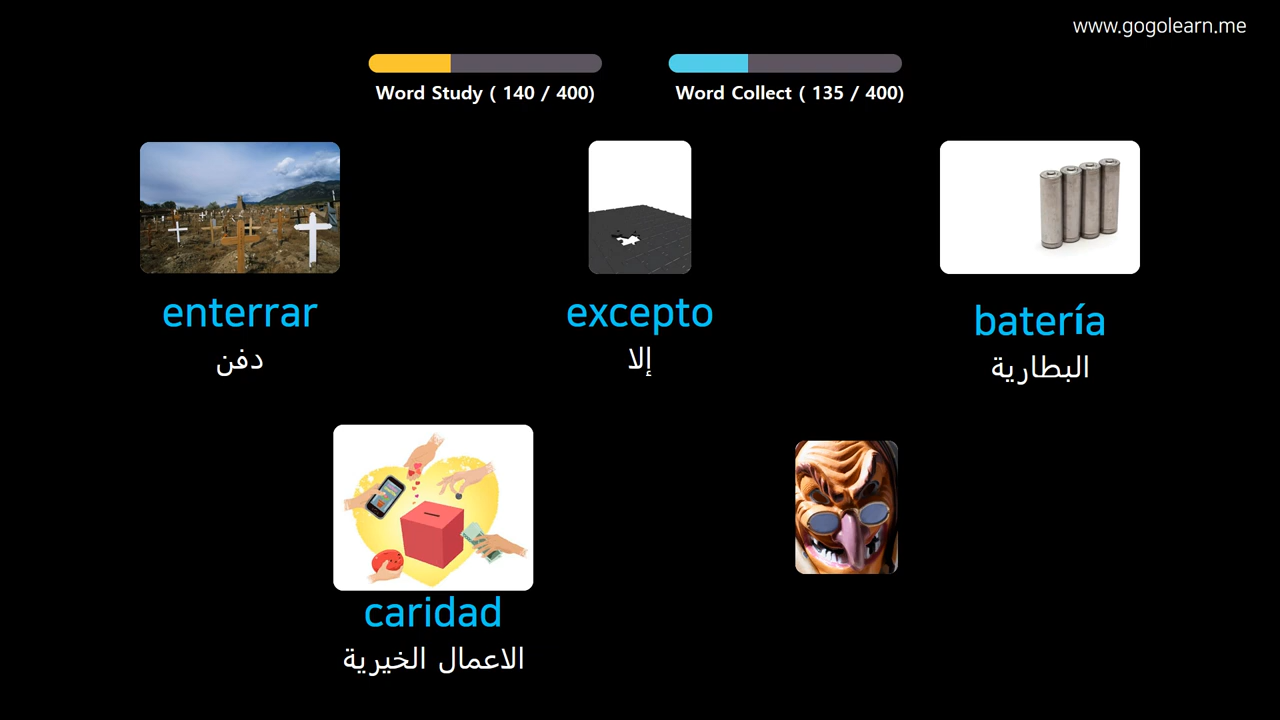 www.gogolearn.me
Word Study ( 140 / 400)
Word Collect ( 135 / 400)
enterrar
دفن
excepto
إلا
batería
البطارية
caridad
الاعمال الخيرية